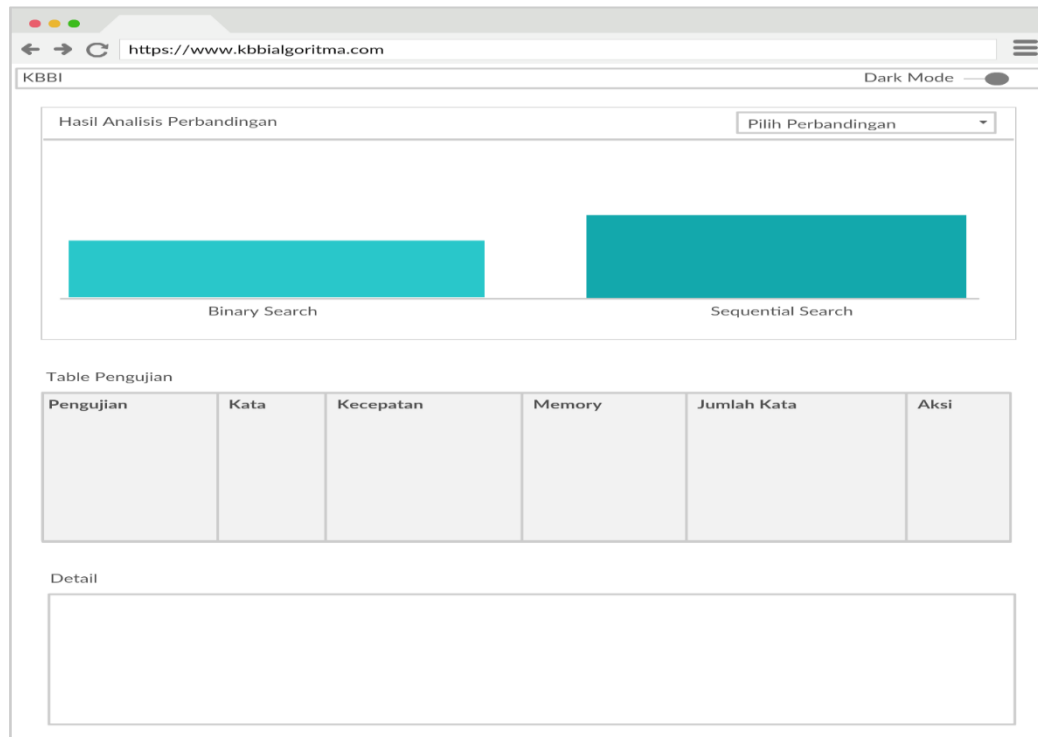 https://www.kbbialgoritma.com
KBBI Dark Mode
Hasil Analisis Perbandingan Pilih Perbandingan
Binary Search Sequential Search
Table Pengujian
Pengujian Kata Kecepatan Memory Jumlah Kata Aksi
Detail